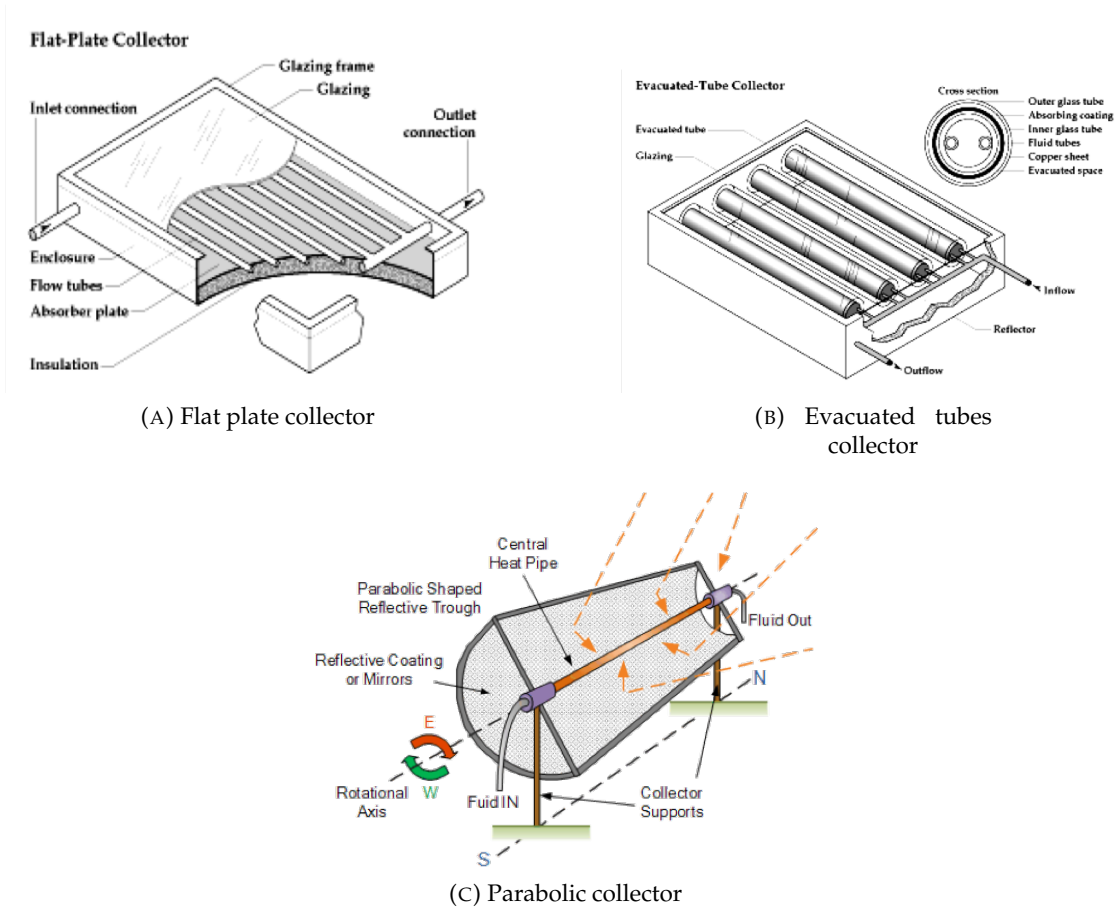 Flat-Plate Collector
Glazing frame
Glazing
Inlet connection
Outlet
connection
Enclosure
Flow tubes
Absorber plate
Insulation
(A) Flat plate collector
Evacuated-Tube Collector
Cross section
Outer glass tube
Absorbing coating
Inner glass tube
Fluid tubes
Copper sheet
Evacuated space
Evacuated tube
Glazing
Inflow
Reflector
Outflow
(B) Evacuated tubes
collector
Central
Heat Pipe
Parabolic Shaped
Reflective Trough
Fluid Out
Reflective Coating
or Mirrors
N
E
W
Rotational
Axis
Fuid IN
Collector
Supports
S
(C) Parabolic collector